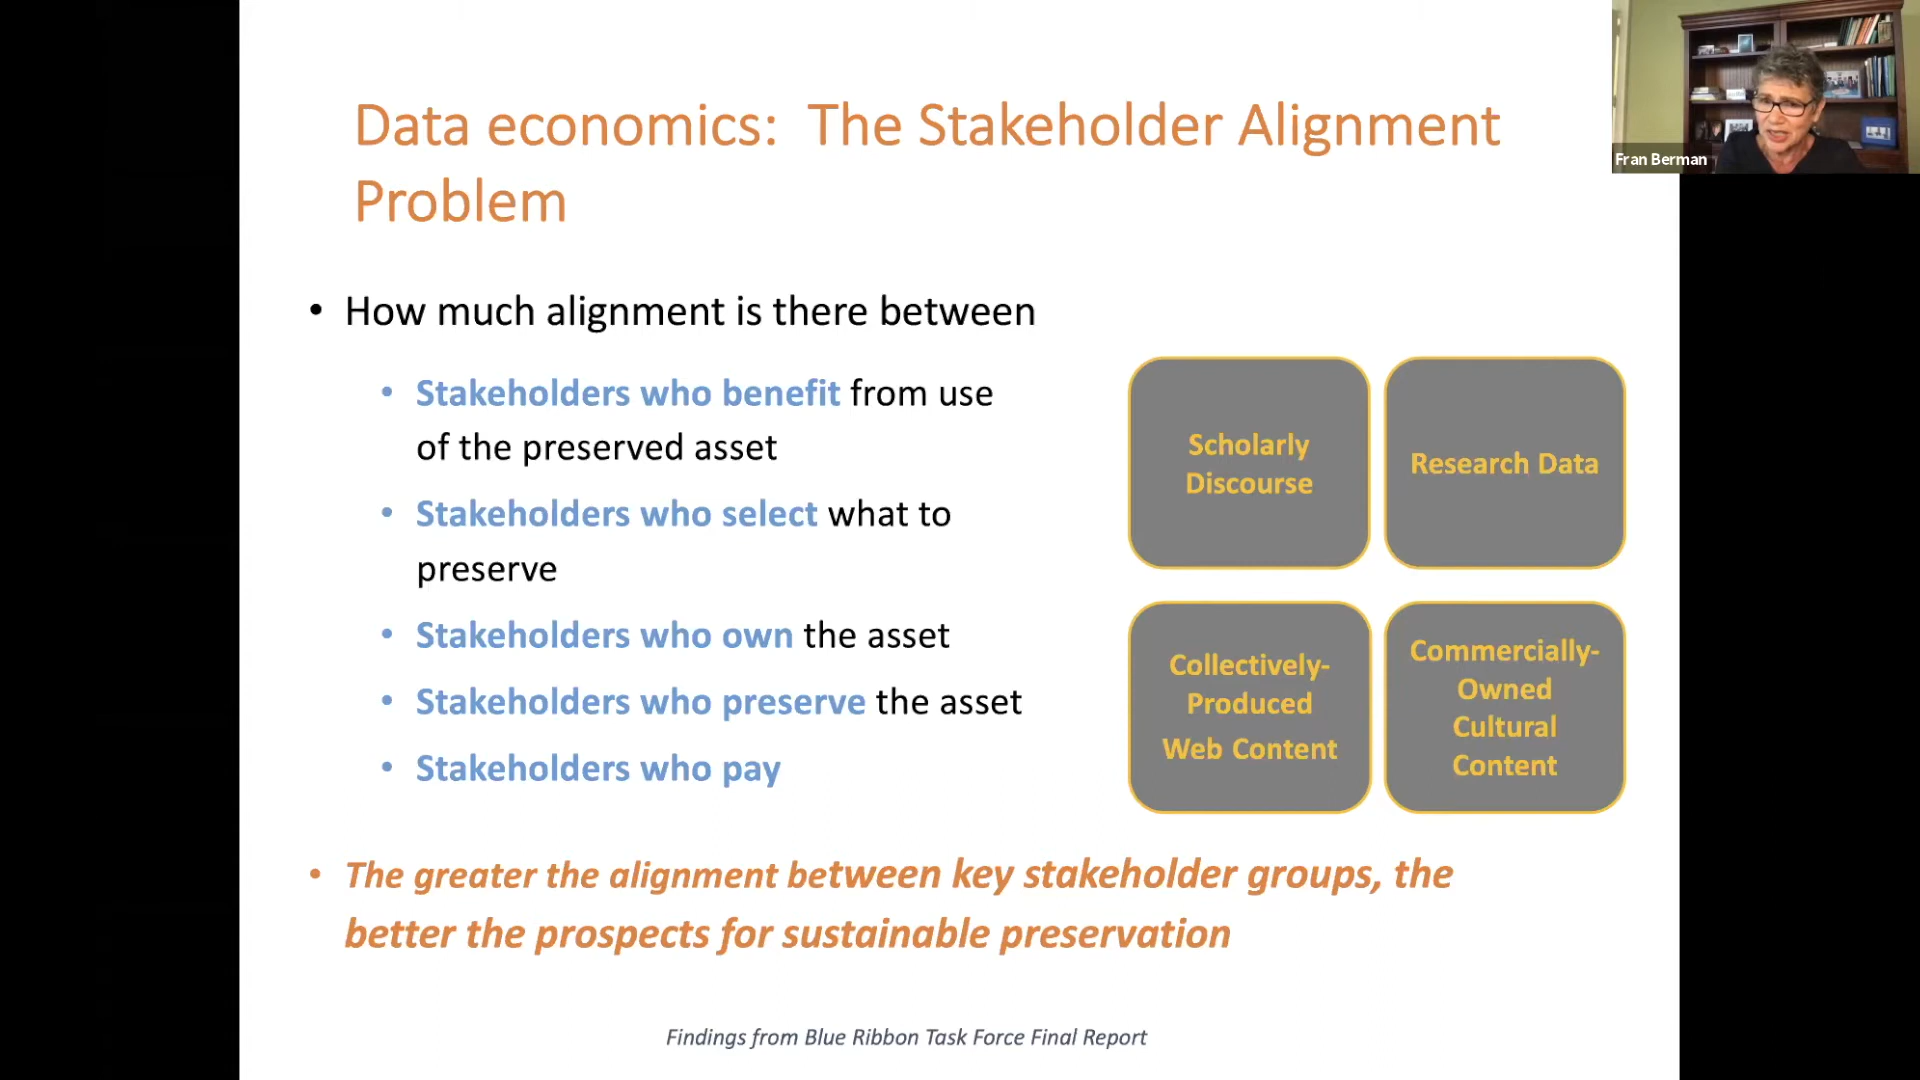 Data economics:  The Stakeholder Alignment
Problem
Fran Berman
• How much alignment is there between
• Stakeholders who benefit from use
of the preserved asset
• Stakeholders who select what to
preserve
• Stakeholders who own the asset
• Stakeholders who preserve the asset
• Stakeholders who pay
Scholarly
Discourse
Research Data
Collectively-
Produced
Web Content
Commercially-
Owned
Cultural
Content
• The greater the alignment between key stakeholder groups, the
better the prospects for sustainable preservation
Findings from Blue Ribbon Task Force Final Report